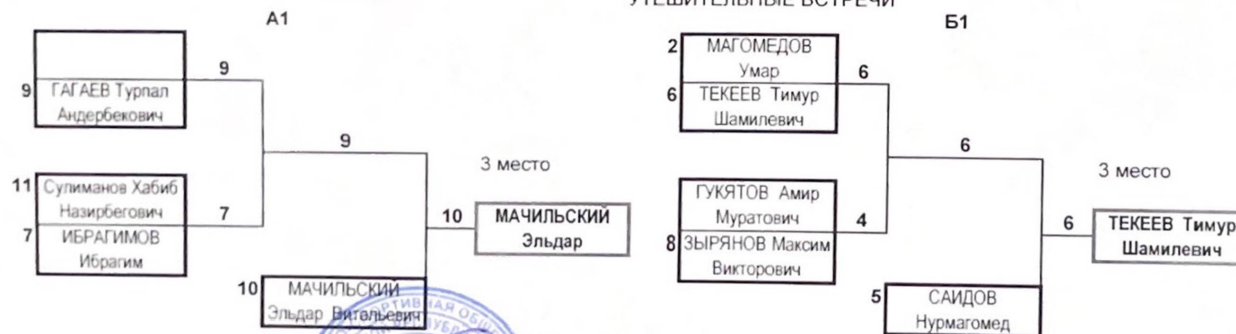 УТЕШИТЕЛЬНЫЕ ВСТРЕЧИ
А1
9
9 ГАГАЕВ Турпал
Андербекович
9
11 Сулиманов Хабиб
Назирбегович
7
7 ИБРАГИМОВ
Ибрагим
3 место
10 МАЧИЛЬСКИЙ
Эльдар
10 МАЧИЛЬСКИЙ
Эльдар Витальевич
Б1
2 МАГОМЕДОВ
Умар
6
6 ТЕКЕЕВ Тимур
Шамилевич
6
ГУКЯТОВ Амир
Муратович
4
8 ЗЫРЯНОВ Максим
Викторович
3 место
6 ТЕКЕЕВ Тимур
Шамилевич
5 САИДОВ
Нурмагомед